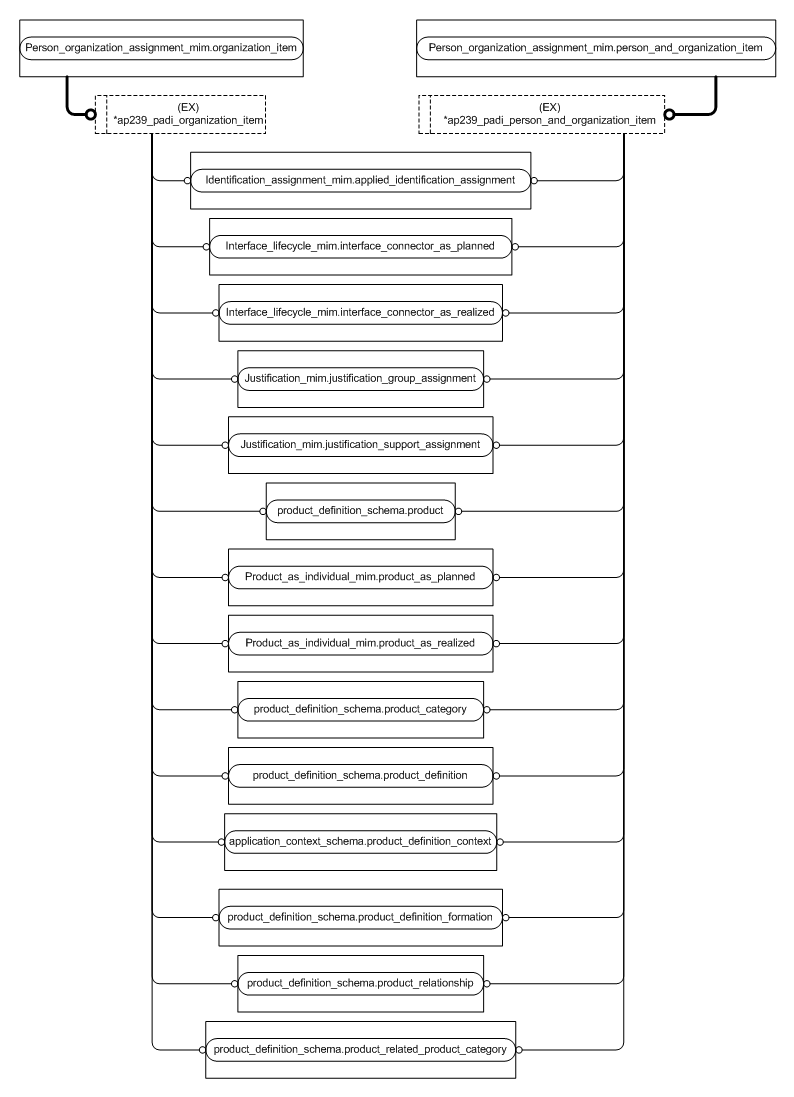 Person_organization_assignment_mim.organization_item
Person_organization_assignment_mim.person_and_organization_item
(EX)
*ap239_padi_organization_item
(EX)
*ap239_padi_person_and_organization_item
Identification_assignment_mim.applied_identification_assignment
Interface_lifecycle_mim.interface_connector_as_planned
Interface_lifecycle_mim.interface_connector_as_realized
Justification_mim.justification_group_assignment
Justification_mim.justification_support_assignment
product_definition_schema.product
Product_as_individual_mim.product_as_planned
Product_as_individual_mim.product_as_realized
product_definition_schema.product_category
product_definition_schema.product_definition
application_context_schema.product_definition_context
product_definition_schema.product_definition_formation
product_definition_schema.product_relationship
product_definition_schema.product_related_product_category